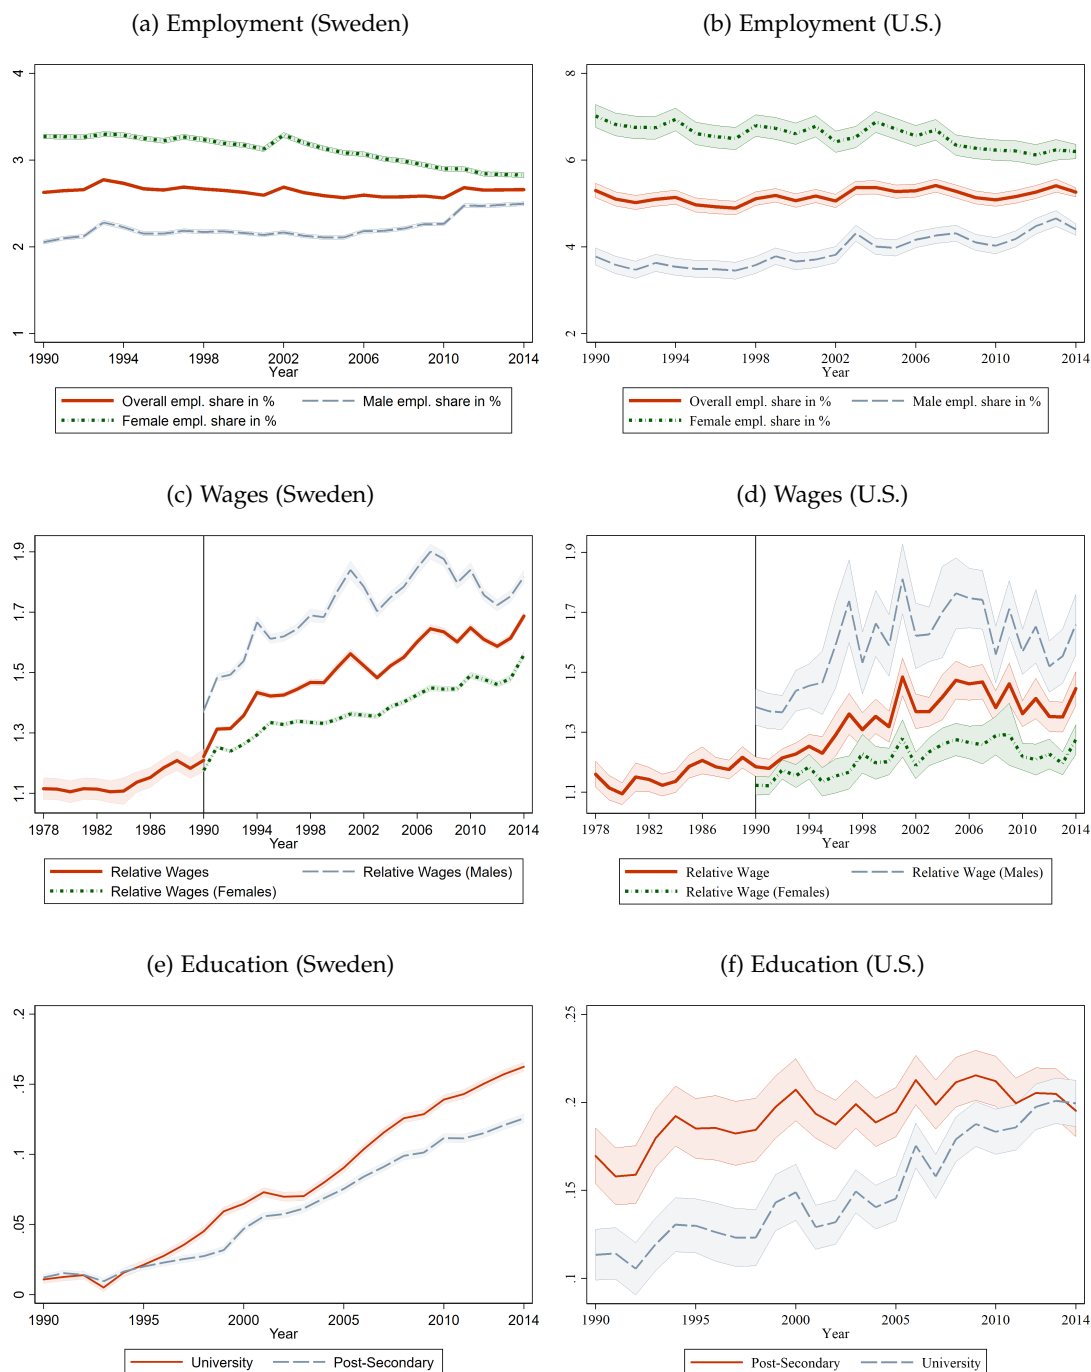 (a) Employment (Sweden)
(b) Employment (U.S.)
4
3
2
1
1990 1994 1998 2002 2006 2010 2014
Year
Overall empl. share in % Male empl. share in %
Female empl. share in %
8
6
4
2
1990 1994 1998 2002 2006 2010 2014
Year
Overall empl. share in % Male empl. share in %
Female empl. share in %
(c) Wages (Sweden)
(d) Wages (U.S.)
1.9
1.7
1.5
1.3
1.1
1978 1982 1986 1990 1994 1998 2002 2006 2010 2014
Year
Relative Wages Relative Wages (Males)
Relative Wages (Females)
1.9
1.7
1.5
1.3
1.1
1978 1982 1986 1990 1994 1998 2002 2006 2010 2014
Year
Relative Wage Relative Wage (Males)
Relative Wage (Females)
(e) Education (Sweden)
(f) Education (U.S.)
.2
.15
.1
.05
0
1990 1995 2000 2005 2010 2014
Year
University Post-Secondary
.25
.2
.15
.1
1990 1995 2000 2005 2010 2014
Year
Post-Secondary University